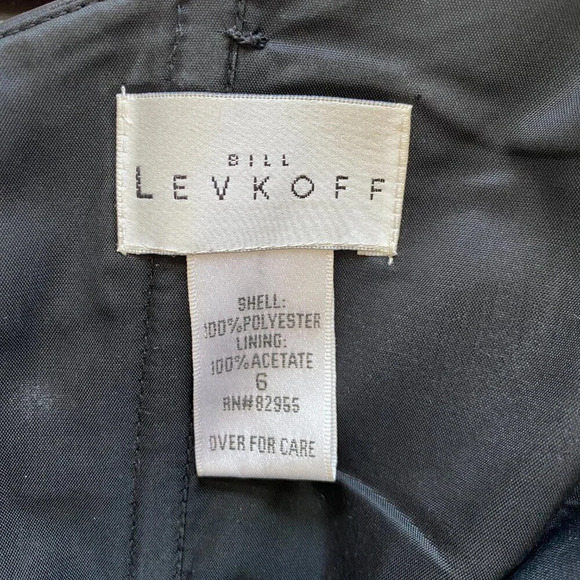 BILL
LEVKOFF
SHELL:
100%POLYESTER
LINING:
100%ACETATE
6
RN#82955
OVER FOR CARE